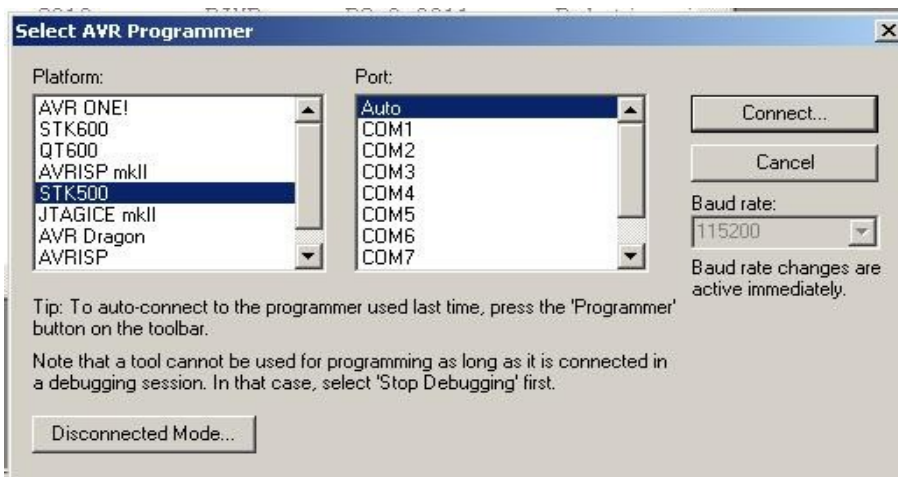 Select AVR Programmer
Platform:
AVR ONE!
STK600
QT600
AVRISP mkII
STK500
JTAGICE mkII
AVR Dragon
AVRISP
Port:
Auto
COM1
COM2
COM3
COM4
COM5
COM6
COM7
Connect...
Cancel
Baud rate:
115200
Baud rate changes are
active immediately.
Tip: To auto-connect to the programmer used last time, press the 'Programmer'
button on the toolbar.
Note that a tool cannot be used for programming as long as it is connected in
a debugging session. In that case, select 'Stop Debugging' first.
Disconnected Mode...